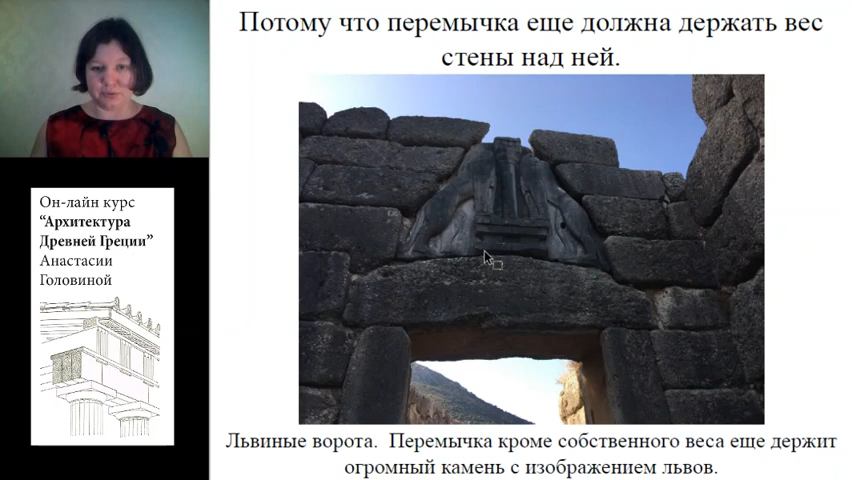 Потому что перемычка еще должна держать вес
стены над ней.
Он-лайн курс
“Архитектура
Древней Греции”
Анастасии
Головиной
Львиные ворота.  Перемычка кроме собственного веса еще держит
огромный камень с изображением львов.